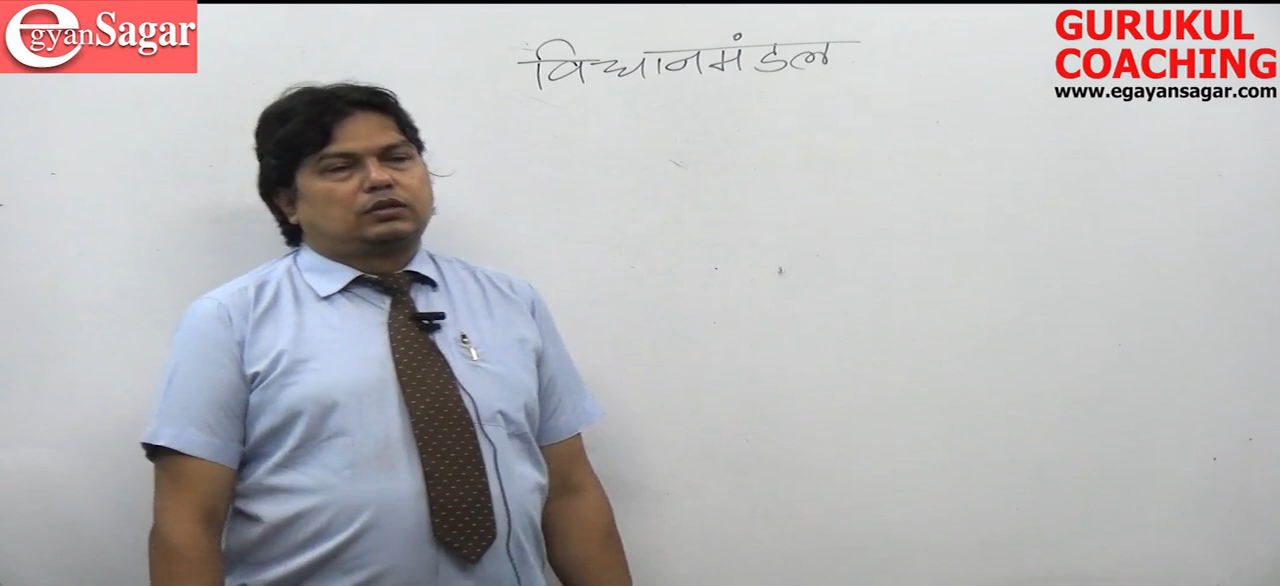 egyanSagar
विधानमंडल
GURUKUL
COACHING
www.egayansagar.com